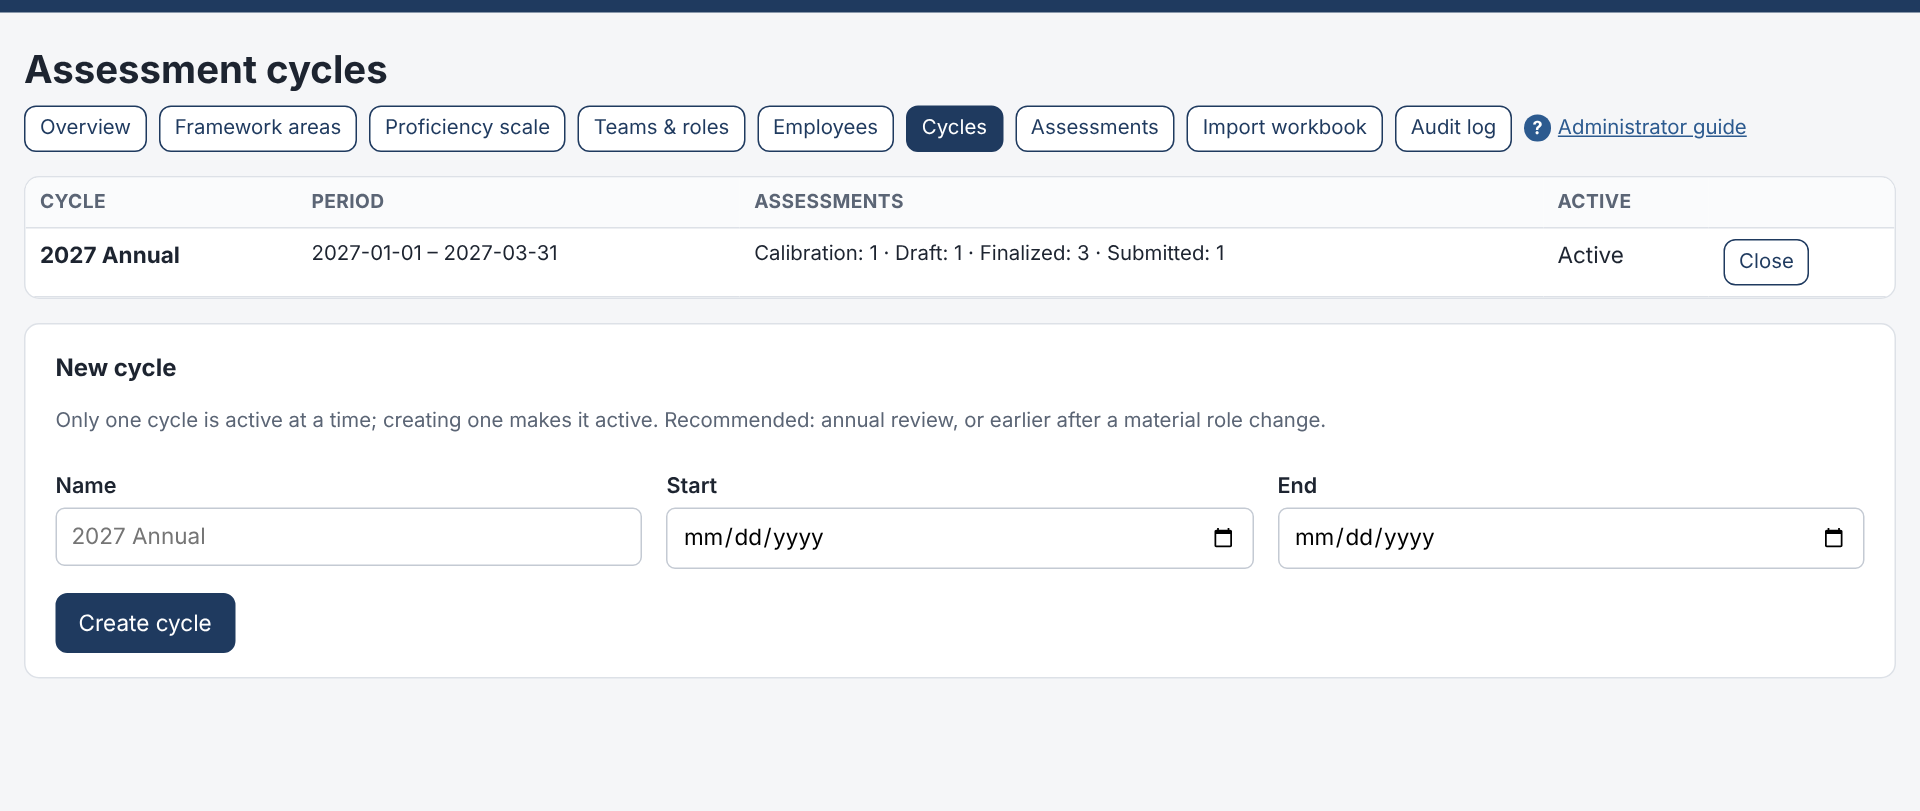 Assessment cycles
Overview Framework areas Proficiency scale Teams & roles Employees Cycles Assessments Import workbook Audit log ? Administrator guide
CYCLE PERIOD ASSESSMENTS ACTIVE
2027 Annual 2027-01-01 – 2027-03-31 Calibration: 1 · Draft: 1 · Finalized: 3 · Submitted: 1 Active Close
New cycle
Only one cycle is active at a time; creating one makes it active. Recommended: annual review, or earlier after a material role change.
Name Start End
2027 Annual mm/dd/yyyy mm/dd/yyyy
Create cycle